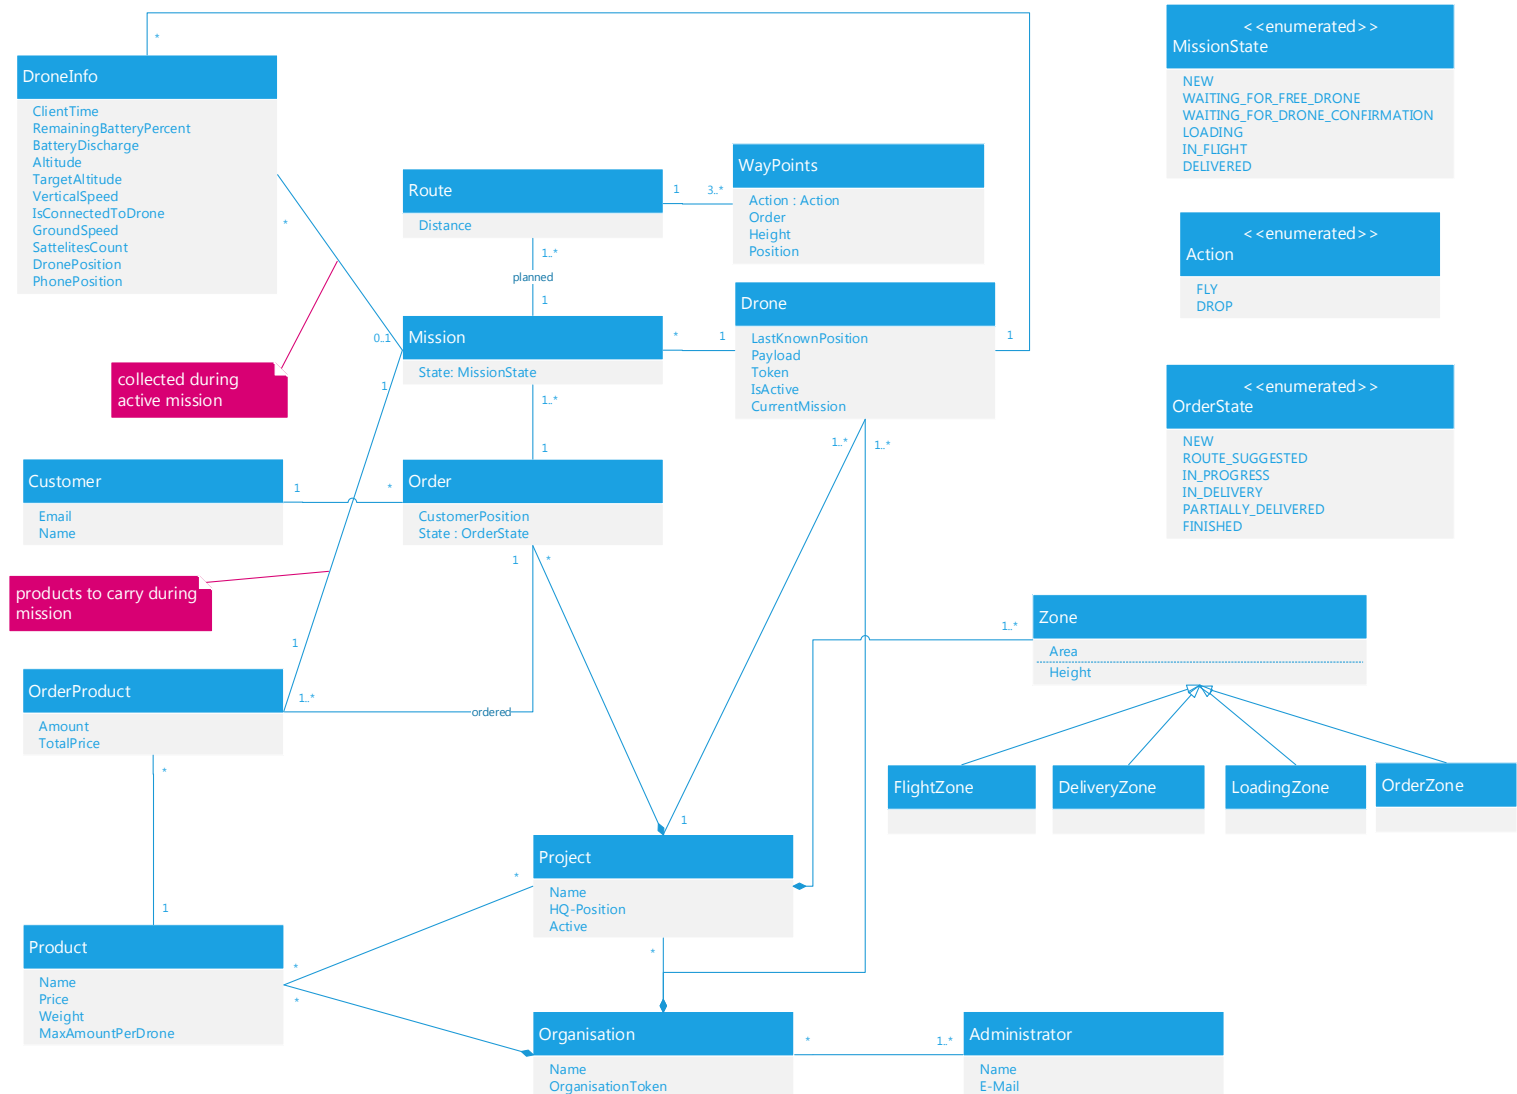 *
DroneInfo
ClientTime
RemainingBatteryPercent
BatteryDischarge
Altitude
TargetAltitude
VerticalSpeed
IsConnectedToDrone
GroundSpeed
SattelitesCount
DronePosition
PhonePosition
*
0..1
collected during
active mission
Route
Distance
1
3..*
WayPoints
Action : Action
Order
Height
Position
1..*
planned
1
Mission
State: MissionState
*
1
Drone
LastKnownPosition
Payload
Token
IsActive
CurrentMission
1
1
1..*
1
1..*
1..*
Customer
Email
Name
1
*
Order
CustomerPosition
State : OrderState
1
*
products to carry during
mission
1
1..*
ordered
OrderProduct
Amount
TotalPrice
*
1
Product
Name
Price
Weight
MaxAmountPerDrone
*
*
*
1
Project
Name
HQ-Position
Active
*
Organisation
Name
OrganisationToken
*
1..*
Administrator
Name
E-Mail
1..*
Zone
Area
Height
FlightZone
DeliveryZone
LoadingZone
OrderZone
<<enumerated>>
MissionState
NEW
WAITING_FOR_FREE_DRONE
WAITING_FOR_DRONE_CONFIRMATION
LOADING
IN_FLIGHT
DELIVERED
<<enumerated>>
Action
FLY
DROP
<<enumerated>>
OrderState
NEW
ROUTE_SUGGESTED
IN_PROGRESS
IN_DELIVERY
PARTIALLY_DELIVERED
FINISHED